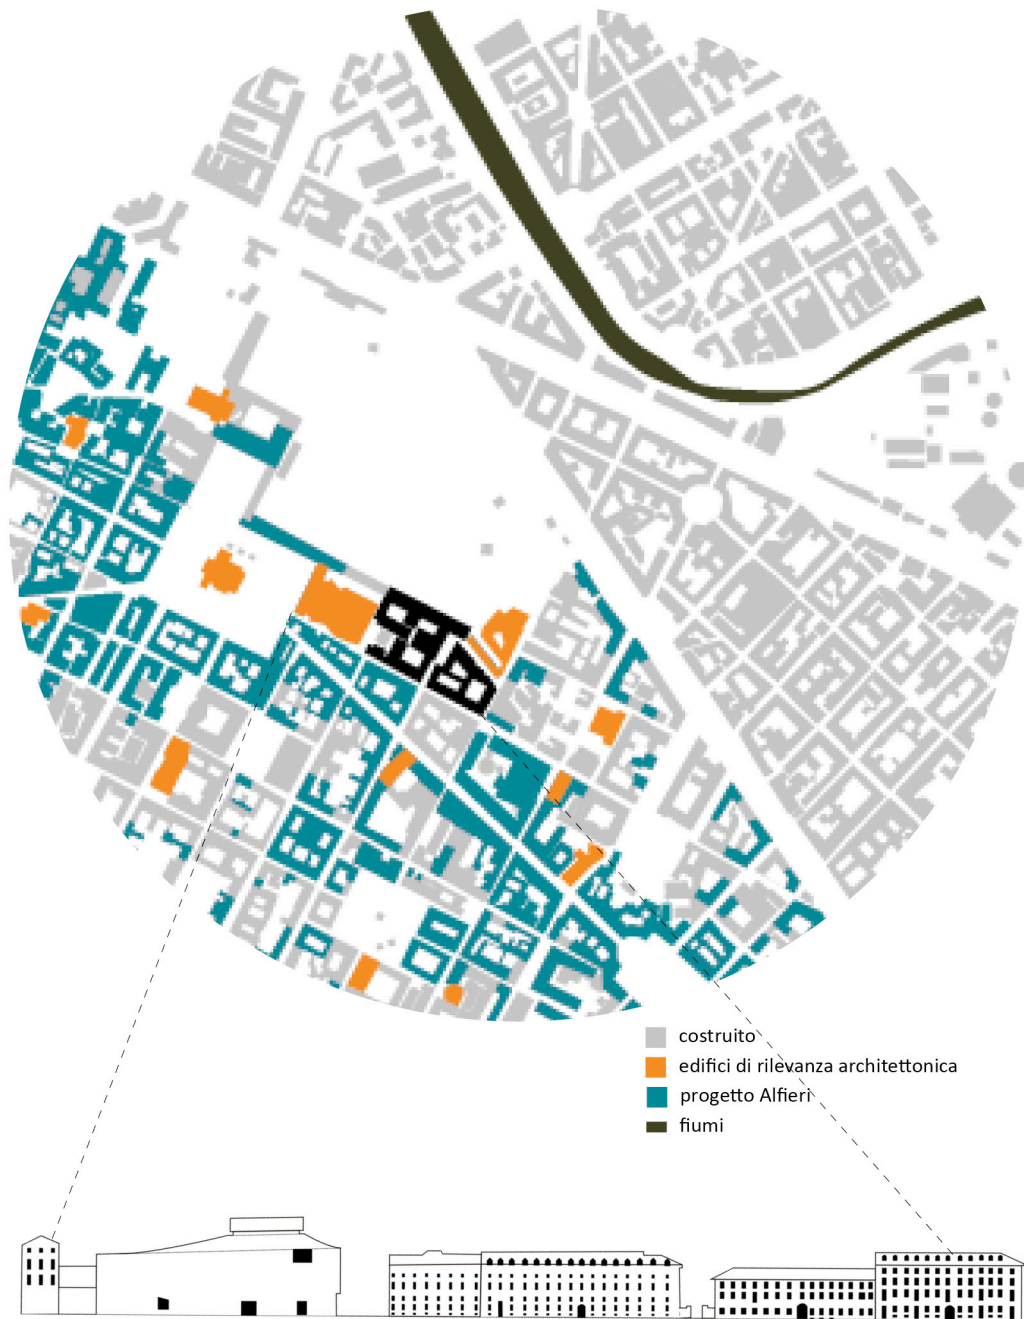 costruito
edifici di rilevanza architettonica
progetto Alfieri
fiumi